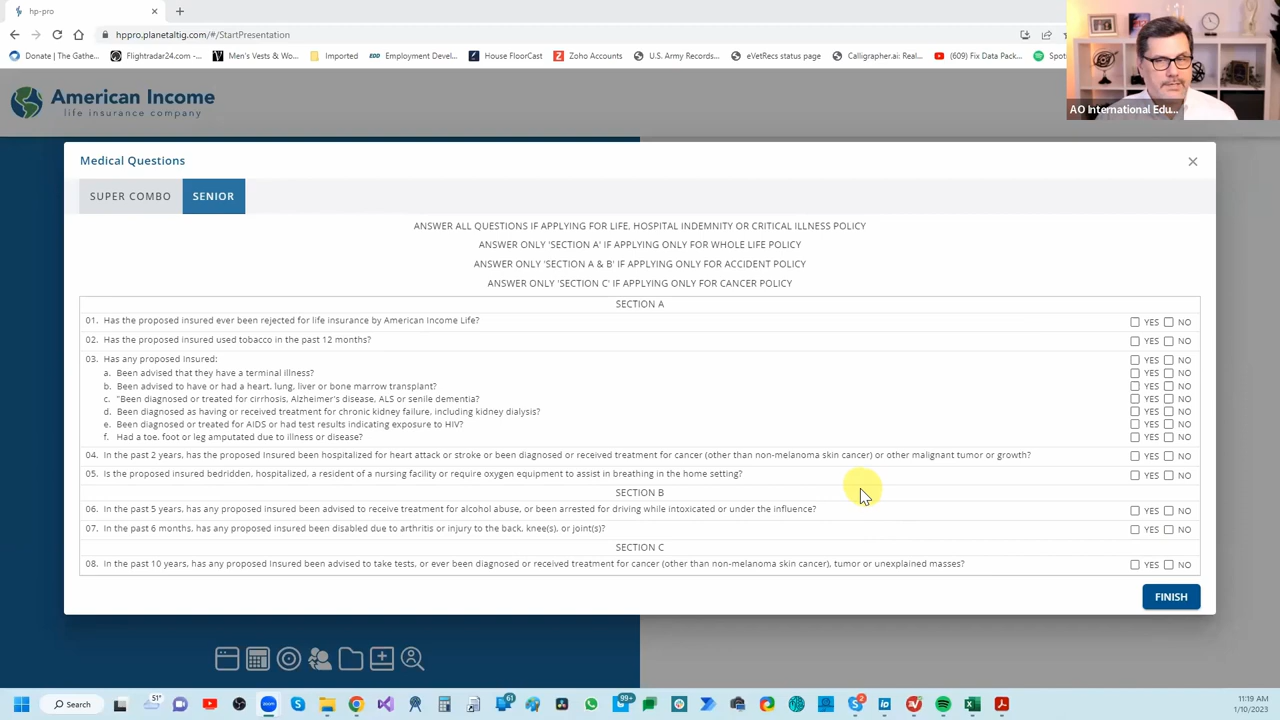 hp-pro
hppro.planetaltig.com/#/StartPresentation
Donate | The Gathe...
Flightradar24.com -...
Men's Vests & Wo...
Imported
EDD Employment Devel...
House FloorCast
Zoho Accounts
U.S. Army Records...
eVetRecs status page
Calligrapher.ai: Realis...
(609) Fix Data Pack...
Spot
AO International Edu...
American Income
life insurance company
Medical Questions
SUPER COMBO
SENIOR
ANSWER ALL QUESTIONS IF APPLYING FOR LIFE, HOSPITAL INDEMNITY OR CRITICAL ILLNESS POLICY
ANSWER ONLY 'SECTION A' IF APPLYING ONLY FOR WHOLE LIFE POLICY
ANSWER ONLY 'SECTION A & B' IF APPLYING ONLY FOR ACCIDENT POLICY
ANSWER ONLY 'SECTION C' IF APPLYING ONLY FOR CANCER POLICY
SECTION A
01. Has the proposed insured ever been rejected for life insurance by American Income Life? YES NO
02. Has the proposed insured used tobacco in the past 12 months? YES NO
03. Has any proposed Insured: YES NO
a. Been advised that they have a terminal illness? YES NO
b. Been advised to have or had a heart, lung, liver or bone marrow transplant? YES NO
c. "Been diagnosed or treated for cirrhosis, Alzheimer's disease, ALS or senile dementia? YES NO
d. Been diagnosed as having or received treatment for chronic kidney failure, including kidney dialysis? YES NO
e. Been diagnosed or treated for AIDS or had test results indicating exposure to HIV? YES NO
f. Had a toe, foot or leg amputated due to illness or disease? YES NO
04. In the past 2 years, has the proposed Insured been hospitalized for heart attack or stroke or been diagnosed or received treatment for cancer (other than non-melanoma skin cancer) or other malignant tumor or growth? YES NO
05. Is the proposed insured bedridden, hospitalized, a resident of a nursing facility or require oxygen equipment to assist in breathing in the home setting? YES NO
SECTION B
06. In the past 5 years, has any proposed insured been advised to receive treatment for alcohol abuse, or been arrested for driving while intoxicated or under the influence? YES NO
07. In the past 6 months, has any proposed insured been disabled due to arthritis or injury to the back, knee(s), or joint(s)? YES NO
SECTION C
08. In the past 10 years, has any proposed Insured been advised to take tests, or ever been diagnosed or received treatment for cancer (other than non-melanoma skin cancer), tumor or unexplained masses? YES NO
FINISH
Search
51°
61
99+
2
11:19 AM
1/10/2023